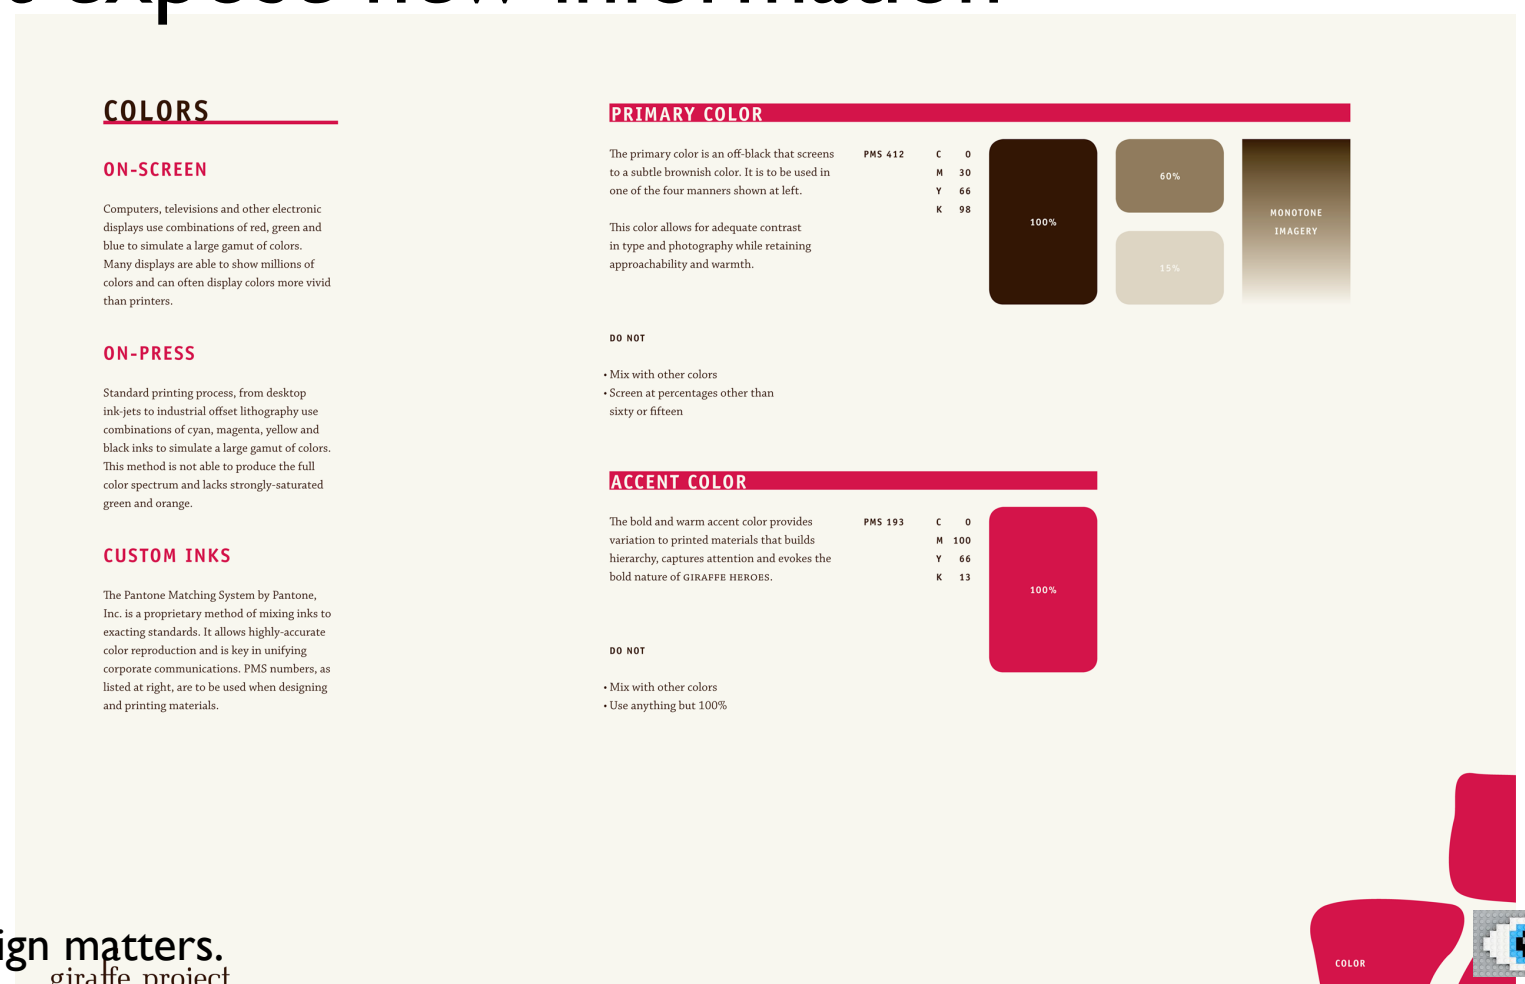 expose new information
COLORS
ON-SCREEN
Computers, televisions and other electronic
displays use combinations of red, green and
blue to simulate a large gamut of colors.
Many displays are able to show millions of
colors and can often display colors more vivid
than printers.
ON-PRESS
Standard printing process, from desktop
ink-jets to industrial offset lithography use
combinations of cyan, magenta, yellow and
black inks to simulate a large gamut of colors.
This method is not able to produce the full
color spectrum and lacks strongly-saturated
green and orange.
CUSTOM INKS
The Pantone Matching System by Pantone,
Inc. is a proprietary method of mixing inks to
exacting standards. It allows highly-accurate
color reproduction and is key in unifying
corporate communications. PMS numbers, as
listed at right, are to be used when designing
and printing materials.
PRIMARY COLOR
The primary color is an off-black that screens
to a subtle brownish color. It is to be used in
one of the four manners shown at left.
This color allows for adequate contrast
in type and photography while retaining
approachability and warmth.
PMS 412
C 0
M 30
Y 66
K 98
100%
60%
15%
MONOTONE
IMAGERY
DO NOT
• Mix with other colors
• Screen at percentages other than
sixty or fifteen
ACCENT COLOR
The bold and warm accent color provides
variation to printed materials that builds
hierarchy, captures attention and evokes the
bold nature of GIRAFFE HEROES.
PMS 193
C 0
M 100
Y 66
K 13
100%
DO NOT
• Mix with other colors
• Use anything but 100%
ign matters.
giraffe project
COLOR